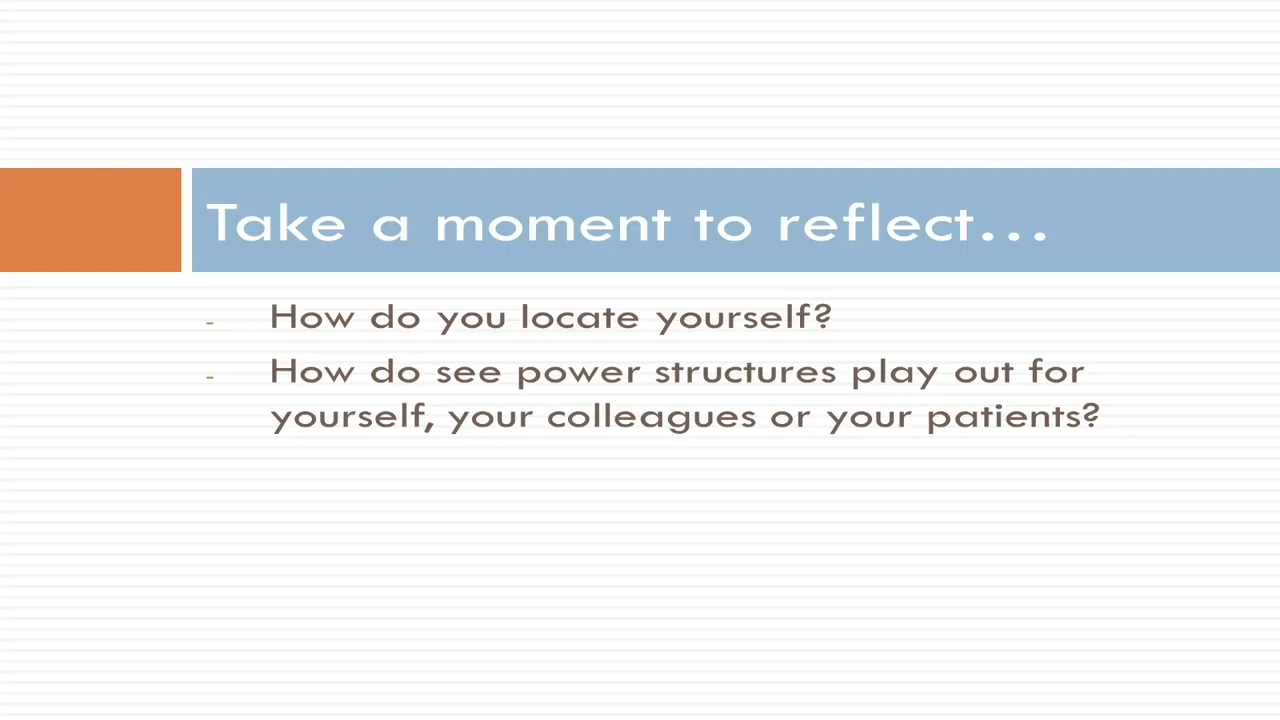 Take a moment to reflect...
- How do you locate yourself?
- How do see power structures play out for
yourself, your colleagues or your patients?